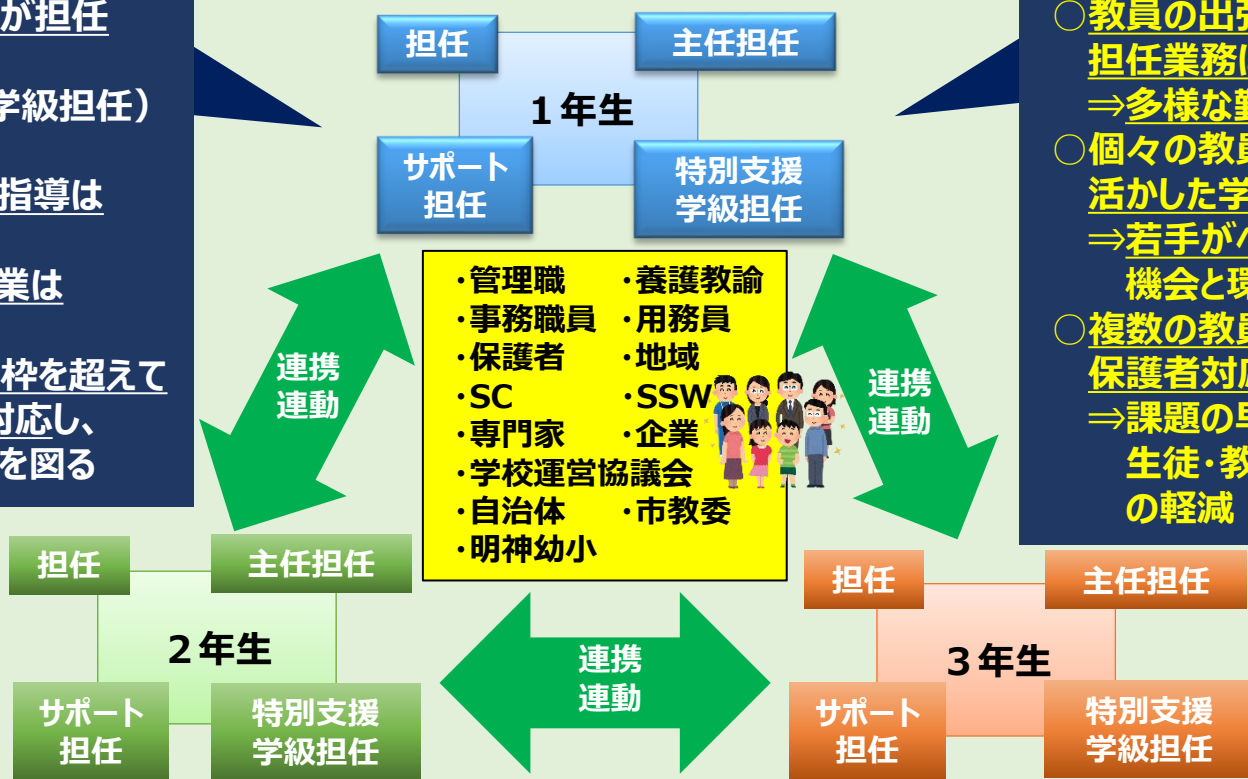 が担任
学級担任）
指導は
業は
枠を超えて
対応し、
を図る
担任
主任担任
１年生
サポート
担任
特別支援
学級担任
○教員の出張
担任業務は
⇒多様な勤
○個々の教員
活かした学
⇒若手がベ
機会と環
○複数の教員
保護者対応
⇒課題の早
生徒・教
の軽減
・管理職　・養護教諭
・事務職員　・用務員
・保護者　・地域
・SC　・SSW
・専門家　・企業
・学校運営協議会
・自治体　・市教委
・明神幼小
連携
連動
連携
連動
連携
連動
担任
主任担任
２年生
サポート
担任
特別支援
学級担任
担任
主任担任
３年生
サポート
担任
特別支援
学級担任